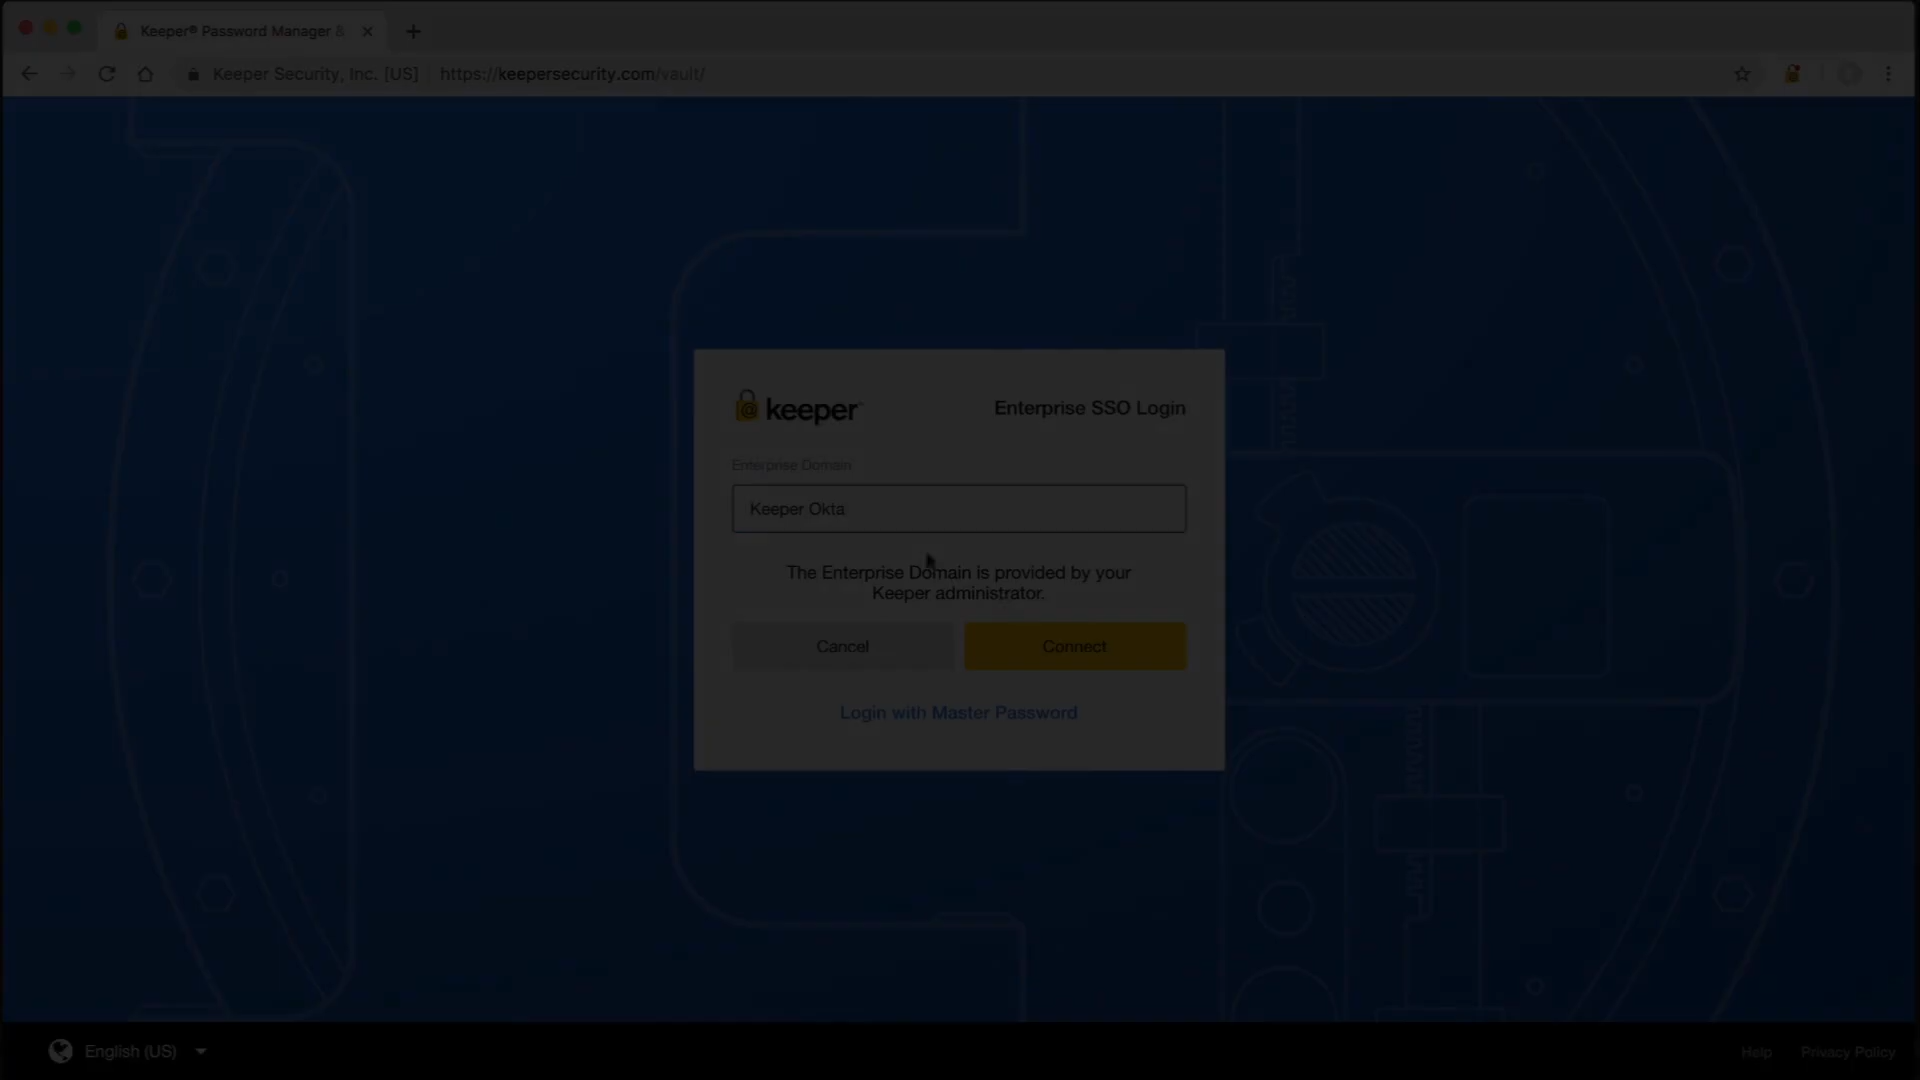 Keeper® Password Manager &
Keeper Security, Inc. [US] https://keepersecurity.com/vault/
keeper
Enterprise SSO Login
Enterprise Domain
Keeper Okta
The Enterprise Domain is provided by your
Keeper administrator.
Cancel
Connect
Login with Master Password
English (US)
Help
Privacy Policy